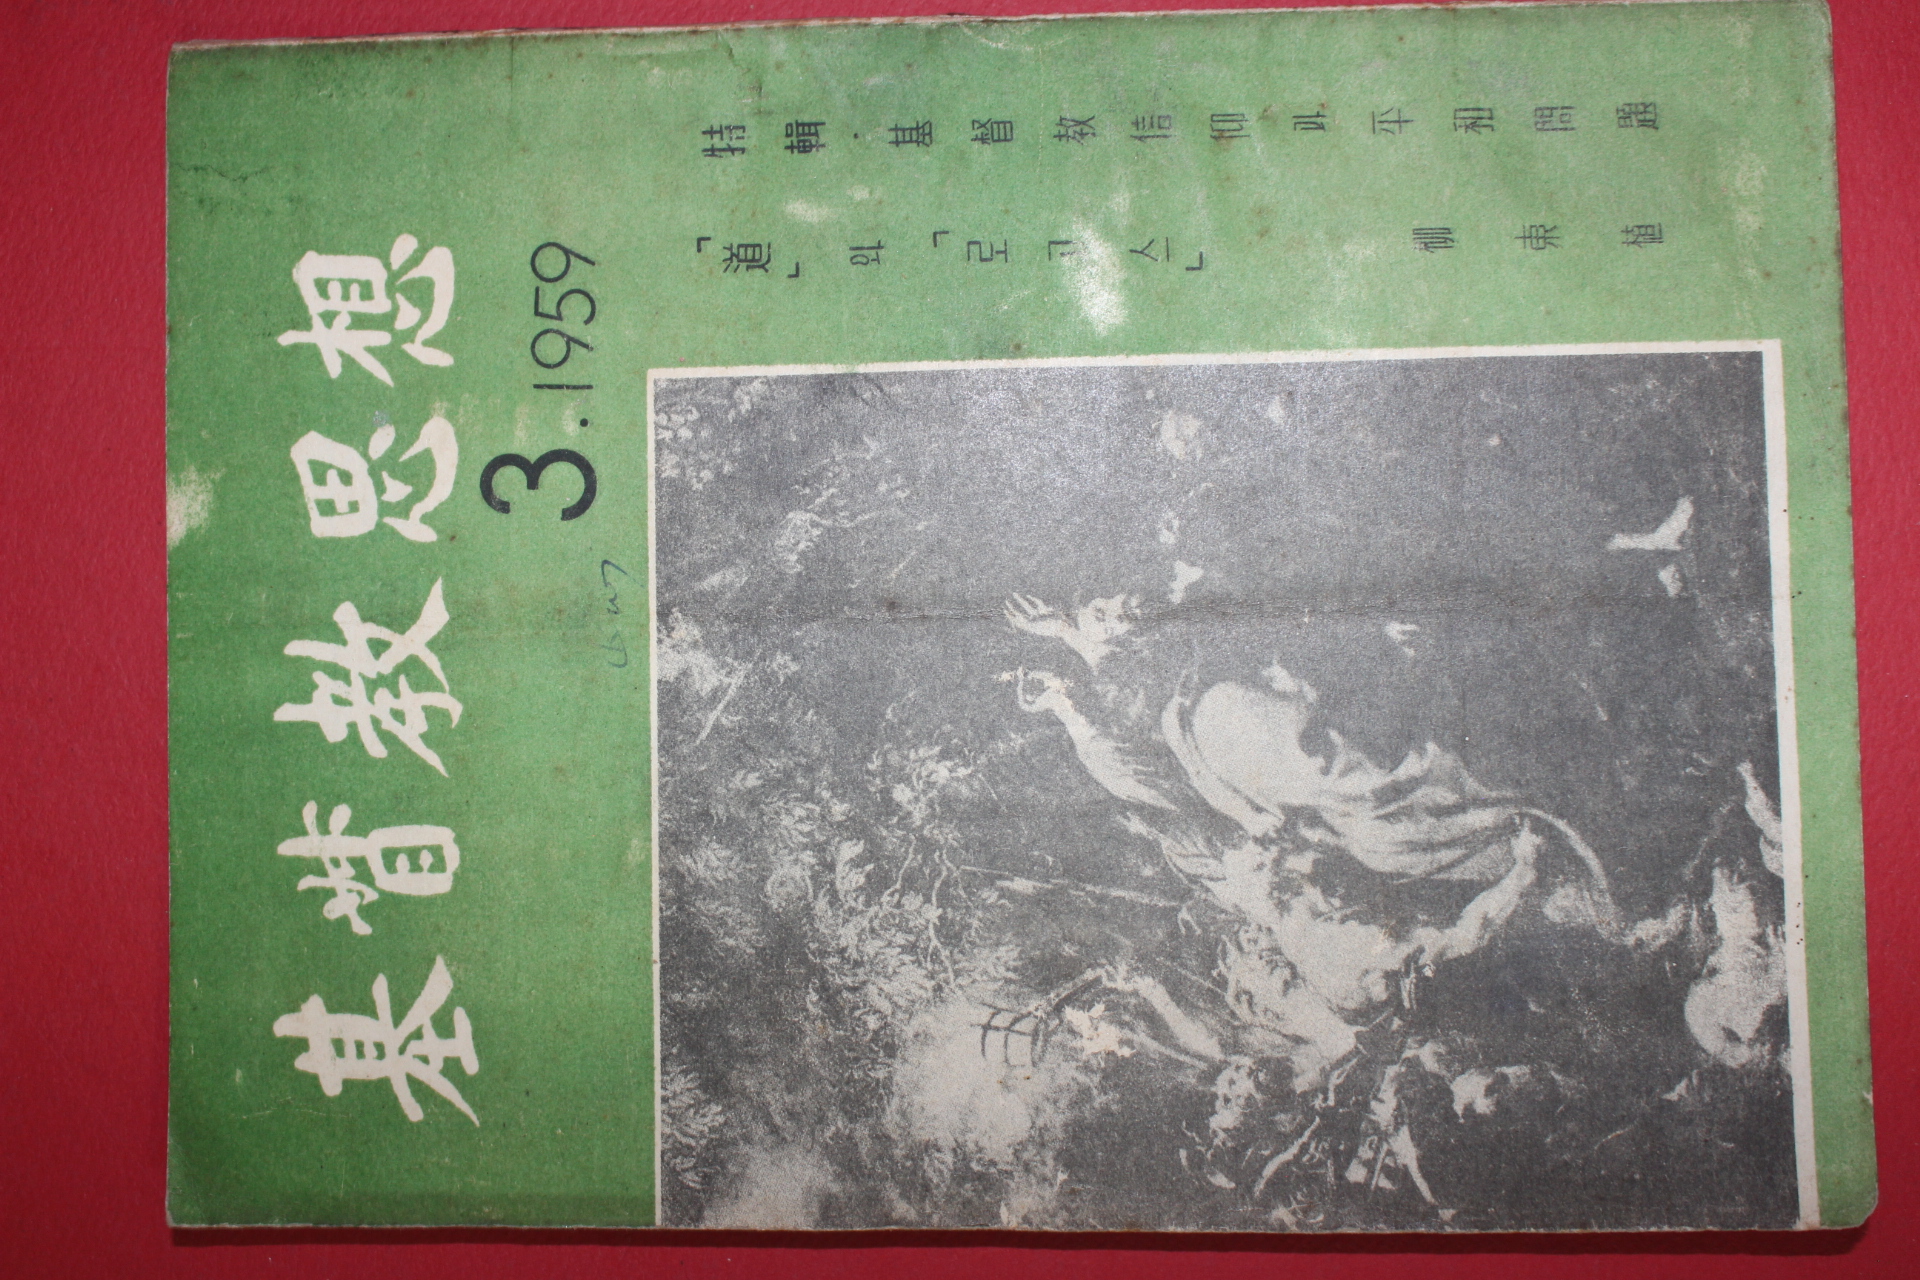 基督教思想
3.1959
特輯·基督教信仰과 平和問題
「道」와 「로고스」 柳東植